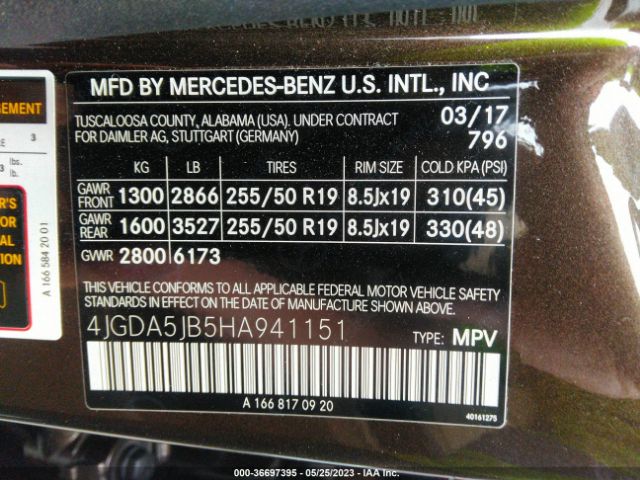 MFD BY MERCEDES-BENZ U.S. INTL., INC
TUSCALOOSA COUNTY, ALABAMA (USA). UNDER CONTRACT
FOR DAIMLER AG, STUTTGART (GERMANY)
03/17
796
KG LB TIRES RIM SIZE COLD KPA (PSI)
GAWR FRONT 1300 2866 255/50 R19 8.5Jx19 310(45)
GAWR REAR 1600 3527 255/50 R19 8.5Jx19 330(48)
GVWR 2800 6173
THIS VEHICLE CONFORMS TO ALL APPLICABLE FEDERAL MOTOR VEHICLE SAFETY
STANDARDS IN EFFECT ON THE DATE OF MANUFACTURE SHOWN ABOVE.
4JGDA5JB5HA941151
TYPE: MPV
A 166 817 09 20
40161275
GEMENT
3
lbs.
lb.
A 166 584 20 01
000-36697395 - 05/25/2023 - IAA Inc.